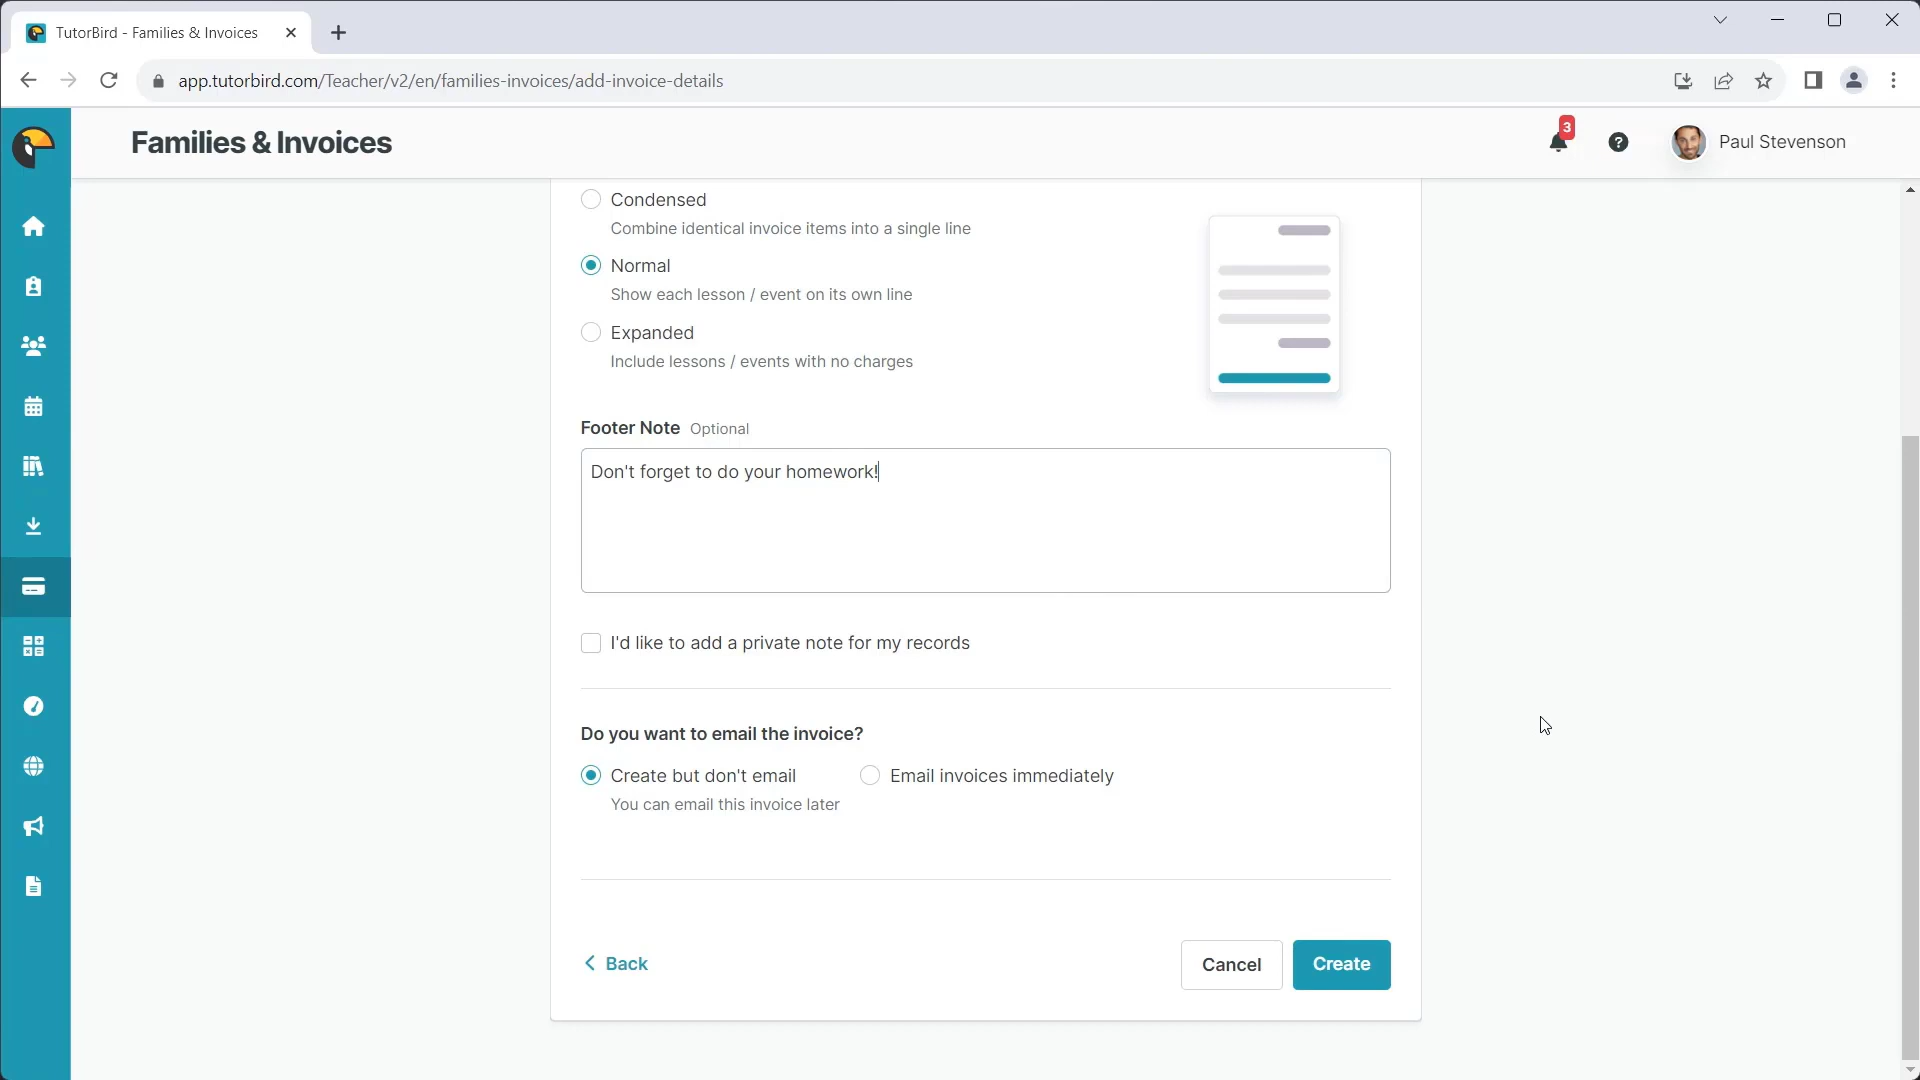 TutorBird - Families & Invoices
app.tutorbird.com/Teacher/v2/en/families-invoices/add-invoice-details
Families & Invoices
3
Paul Stevenson
Condensed
Combine identical invoice items into a single line
Normal
Show each lesson / event on its own line
Expanded
Include lessons / events with no charges
Footer Note Optional
Don't forget to do your homework!
I'd like to add a private note for my records
Do you want to email the invoice?
Create but don't email
Email invoices immediately
You can email this invoice later
Back
Cancel
Create